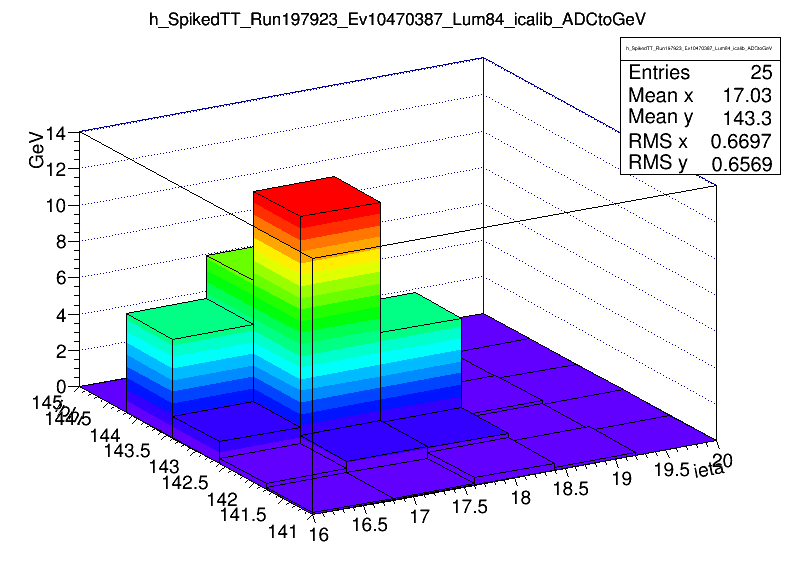 h_SpikedTT_Run197923_Ev10470387_Lum84_icalib_ADCtoGeV
h_SpikedTT_Run197923_Ev10470387_Lum84_icalib_ADCtoGeV
Entries 25
Mean x 17.03
Mean y 143.3
RMS x 0.6697
RMS y 0.6569
GeV
14
12
10
8
6
4
2
0
145
144.5
144
143.5
143
142.5
142
141.5
141
16
16.5
17
17.5
18
18.5
19
19.5
20
ieta